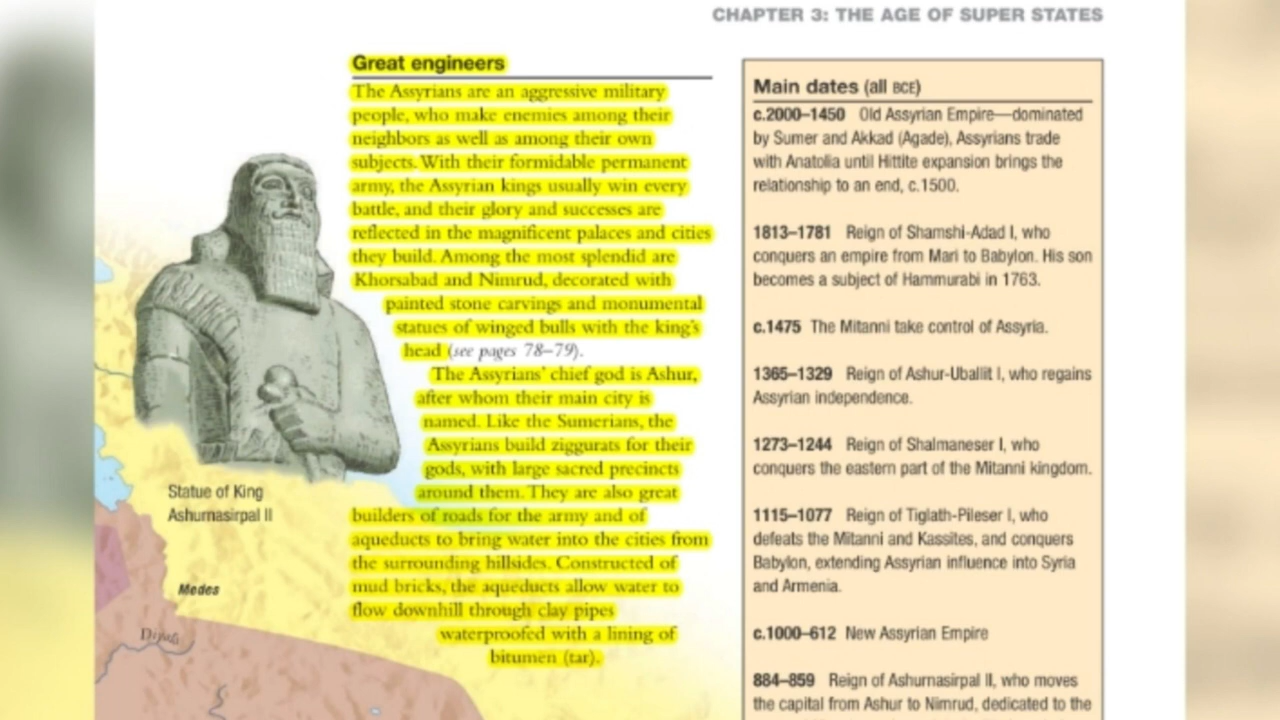 CHAPTER 3: THE AGE OF SUPER STATES
Great engineers
The Assyrians are an aggressive military
people, who make enemies among their
neighbors as well as among their own
subjects. With their formidable permanent
army, the Assyrian kings usually win every
battle, and their glory and successes are
reflected in the magnificent palaces and cities
they build. Among the most splendid are
Khorsabad and Nimrud, decorated with
painted stone carvings and monumental
statues of winged bulls with the king's
head (see pages 78–79).
The Assyrians' chief god is Ashur,
after whom their main city is
named. Like the Sumerians, the
Assyrians build ziggurats for their
gods, with large sacred precincts
around them. They are also great
builders of roads for the army and of
aqueducts to bring water into the cities from
the surrounding hillsides. Constructed of
mud bricks, the aqueducts allow water to
flow downhill through clay pipes
waterproofed with a lining of
bitumen (tar).
Statue of King
Ashurnasirpal II
Medes
Main dates (all BCE)
c.2000–1450 Old Assyrian Empire—dominated
by Sumer and Akkad (Agade), Assyrians trade
with Anatolia until Hittite expansion brings the
relationship to an end, c.1500.
1813–1781 Reign of Shamshi-Adad I, who
conquers an empire from Mari to Babylon. His son
becomes a subject of Hammurabi in 1763.
c.1475 The Mitanni take control of Assyria.
1365–1329 Reign of Ashur-Uballit I, who regains
Assyrian independence.
1273–1244 Reign of Shalmaneser I, who
conquers the eastern part of the Mitanni kingdom.
1115–1077 Reign of Tiglath-Pileser I, who
defeats the Mitanni and Kassites, and conquers
Babylon, extending Assyrian influence into Syria
and Armenia.
c.1000–612 New Assyrian Empire
884–859 Reign of Ashurnasirpal II, who moves
the capital from Ashur to Nimrud, dedicated to the